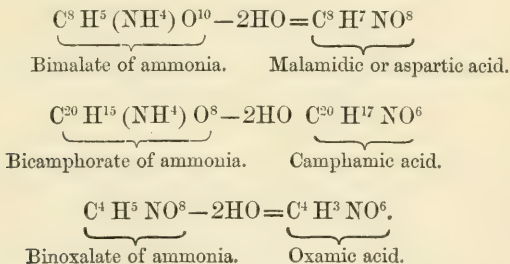 C⁸ H⁵ (NH⁴) O¹⁰—2HO=C⁸ H⁷ NO⁸
Bimalate of ammonia. Malamidic or aspartic acid.
C²⁰ H¹⁵ (NH⁴) O⁸—2HO C²⁰ H¹⁷ NO⁶
Bicamphorate of ammonia. Camphamic acid.
C⁴ H⁵ NO⁸—2HO=C⁴ H³ NO⁶.
Binoxalate of ammonia. Oxamic acid.